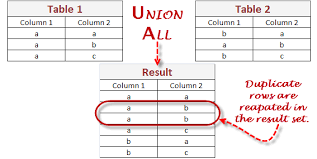 Table 1
Column 1 Column 2
a a
a b
a c
UNION
ALL
Table 2
Column 1 Column 2
b a
a b
b c
Result
Column 1 Column 2
a a
a b
a b
a c
b a
b c
Duplicate
rows are
reapated in
the result set.